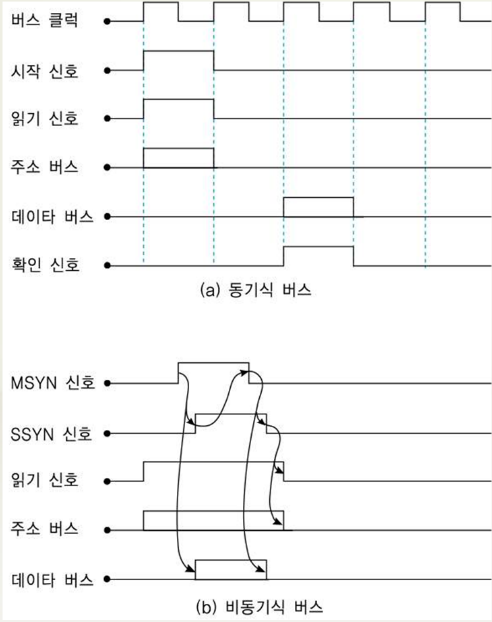 버스 클럭
시작 신호
읽기 신호
주소 버스
데이타 버스
확인 신호
(a) 동기식 버스
MSYN 신호
SSYN 신호
읽기 신호
주소 버스
데이타 버스
(b) 비동기식 버스